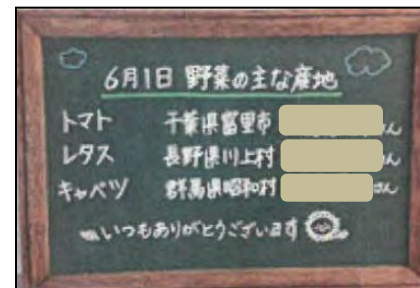 6月1日 野菜の主な産地
トマト 千葉県富里市 さん
レタス 長野県川上村 さん
キャベツ 群馬県昭和村 さん
いつもありがとうございます